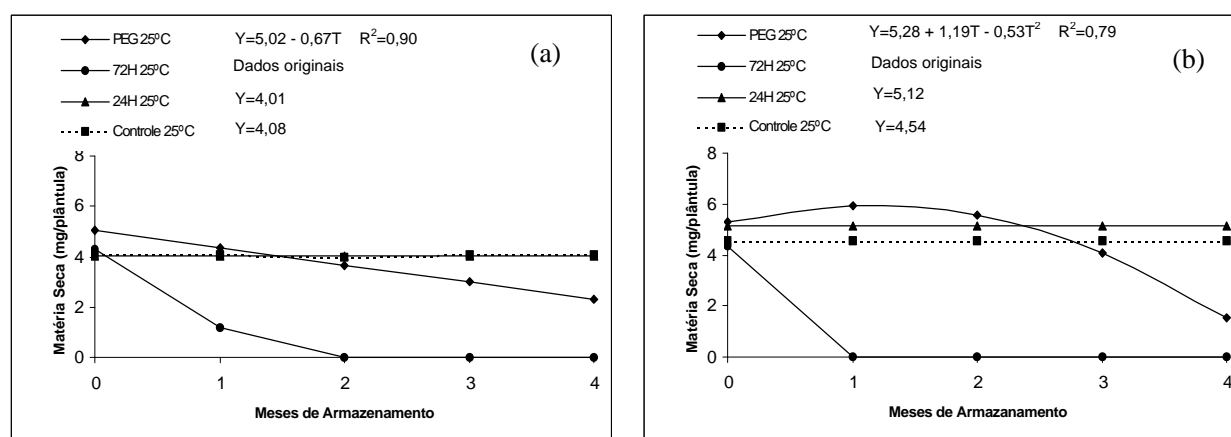 PEG 25ºC Y=5,02 - 0,67T R²=0,90
(a)
72H 25ºC Dados originais
24H 25ºC Y=4,01
Controle 25ºC Y=4,08
8
6
4
2
0
Matéria Seca (mg/plântula)
0 1 2 3 4
Meses de Armazenamento
PEG 25ºC Y=5,28 + 1,19T - 0,53T² R²=0,79
(b)
72H 25ºC Dados originais
24H 25ºC Y=5,12
Controle 25ºC Y=4,54
8
6
4
2
0
Matéria Seca (mg/plântula)
0 1 2 3 4
Meses de Armazanamento